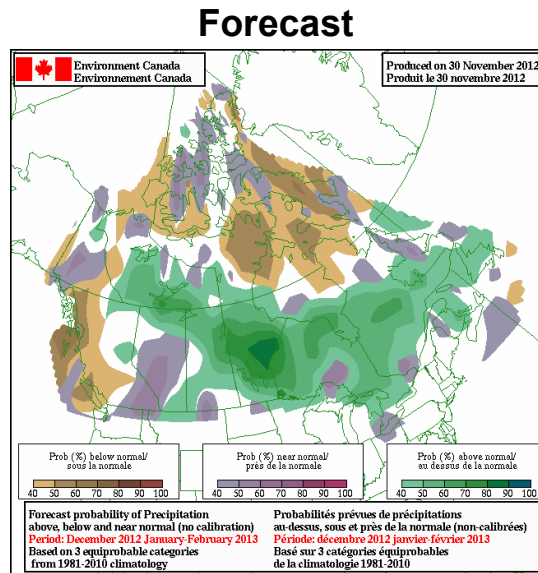 Forecast
Environment Canada
Environnement Canada
Produced on 30 November 2012
Produit le 30 novembre 2012
Prob (%) below normal/
sous la normale
40 50 60 70 80 90 100
Prob (%) near normal/
près de la normale
40 50 60 70 80 90 100
Prob (%) above normal/
au dessus de la normale
40 50 60 70 80 90 100
Forecast probability of Precipitation
above, below and near normal (no calibration)
Period: December 2012 January-February 2013
Based on 3 equiprobable categories
from 1981-2010 climatology
Probabilités prévues de précipitations
au-dessus, sous et près de la normale (non-calibrées)
Période: décembre 2012 janvier-février 2013
Basé sur 3 catégories équiprobables
de la climatologie 1981-2010